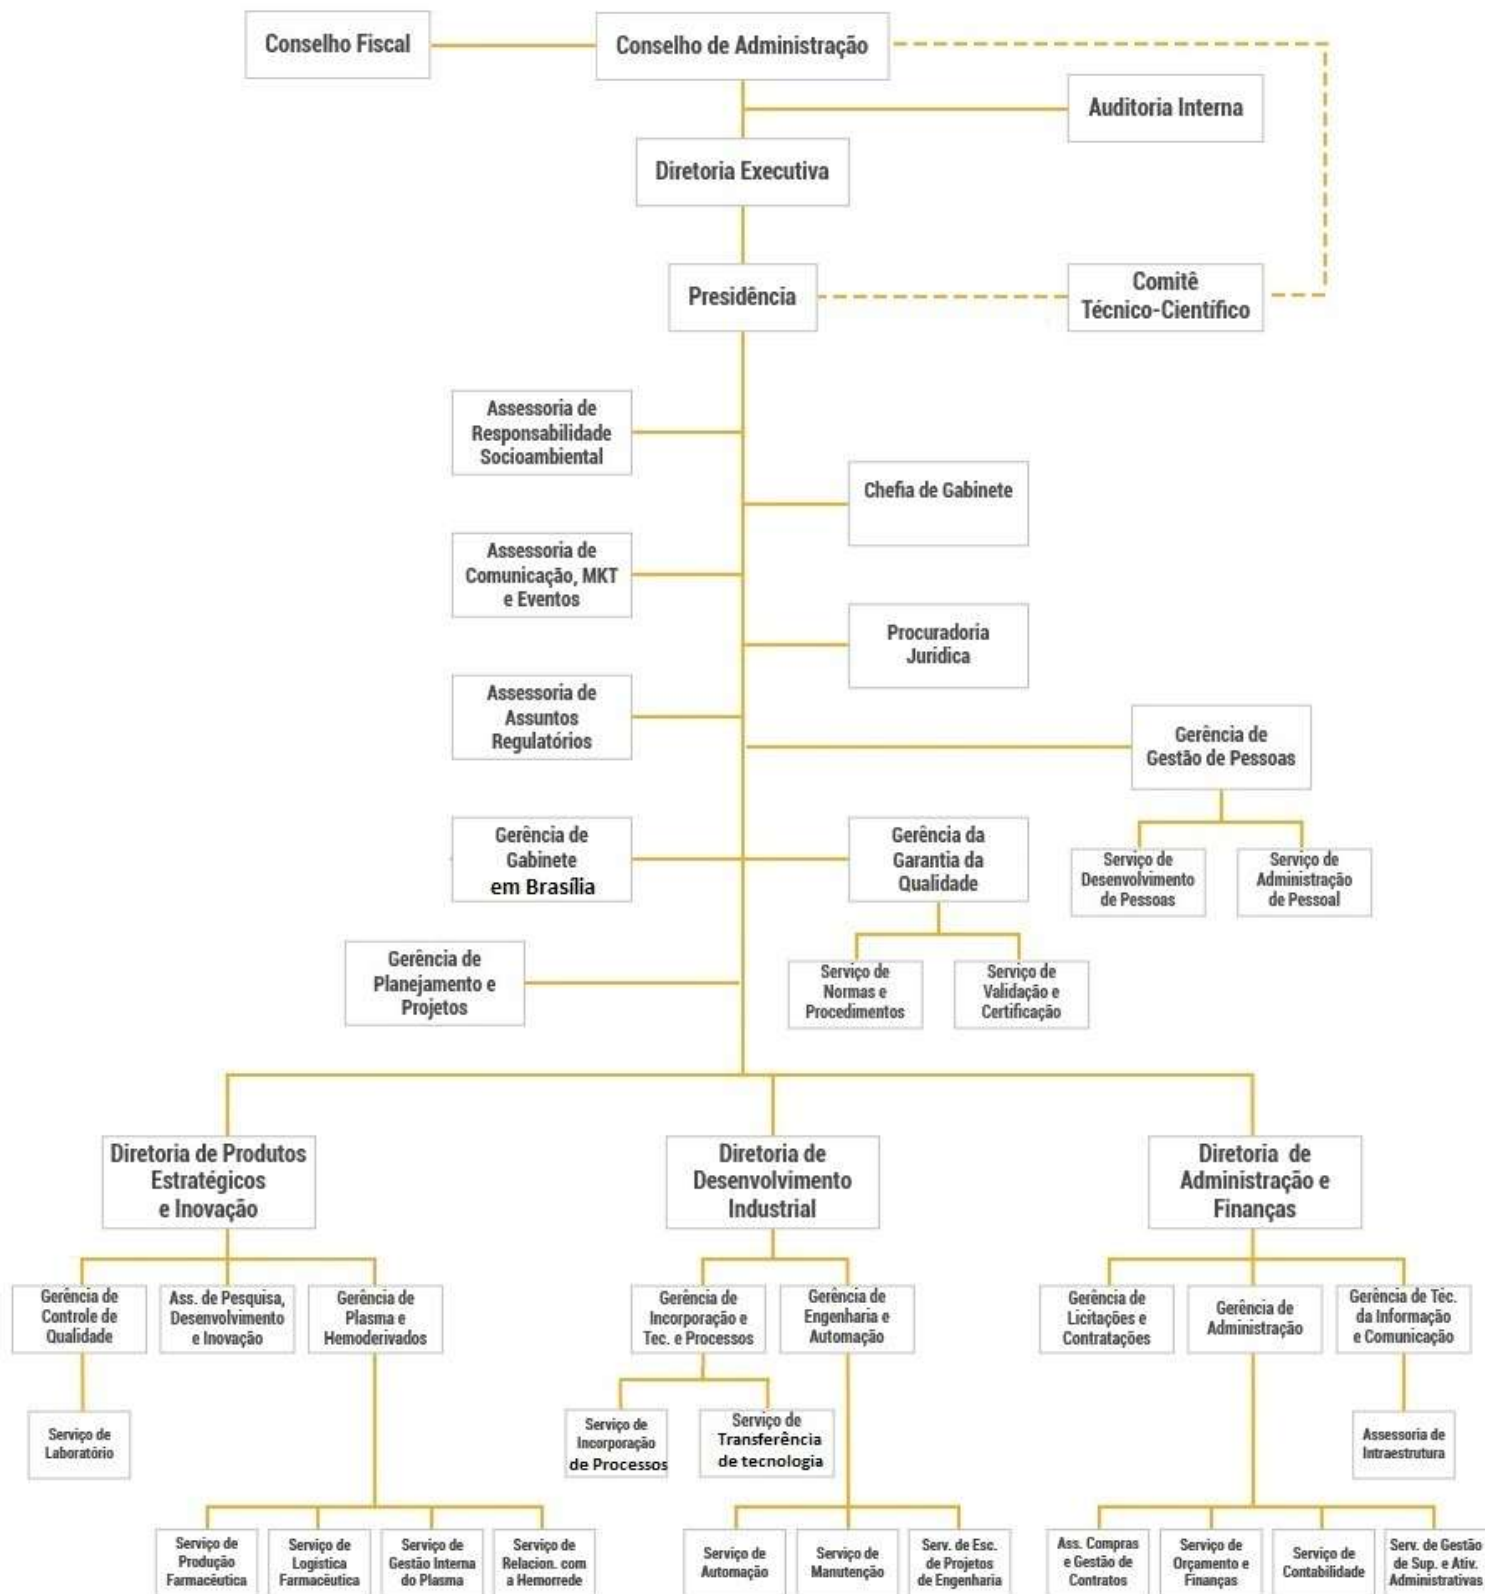 Conselho Fiscal
Conselho de Administração
Auditoria Interna
Diretoria Executiva
Presidência
Comitê
Técnico-Científico
Assessoria de
Responsabilidade
Socioambiental
Chefia de Gabinete
Assessoria de
Comunicação, MKT
e Eventos
Procuradoria
Jurídica
Assessoria de
Assuntos
Regulatórios
Gerência de
Gestão de Pessoas
Gerência de
Gabinete
em Brasília
Gerência da
Garantia da
Qualidade
Serviço de
Desenvolvimento
de Pessoas
Serviço de
Administração
de Pessoal
Gerência de
Planejamento e
Projetos
Serviço de
Normas e
Procedimentos
Serviço de
Validação e
Certificação
Diretoria de Produtos
Estratégicos
e Inovação
Diretoria de
Desenvolvimento
Industrial
Diretoria de
Administração e
Finanças
Gerência de
Controle de
Qualidade
Ass. de Pesquisa,
Desenvolvimento
e Inovação
Gerência de
Plasma e
Hemoderivados
Gerência de
Incorporação e
Tec. e Processos
Gerência de
Engenharia e
Automação
Gerência de
Licitações e
Contratações
Gerência de
Administração
Gerência de Téc.
da Informação
e Comunicação
Serviço de
Laboratório
Serviço de
Incorporação
de Processos
Serviço de
Transferência
de tecnologia
Assessoria de
Intraestrutura
Serviço de
Produção
Farmacêutica
Serviço de
Logística
Farmacêutica
Serviço de
Gestão Interna
do Plasma
Serviço de
Relacion. com
a Hemorrede
Serviço de
Automação
Serviço de
Manutenção
Serv. de Esc.
de Projetos
de Engenharia
Ass. Compras
e Gestão de
Contratos
Serviço de
Orçamento e
Finanças
Serviço de
Contabilidade
Serv. de Gestão
de Sup. e Ativ.
Administrativas